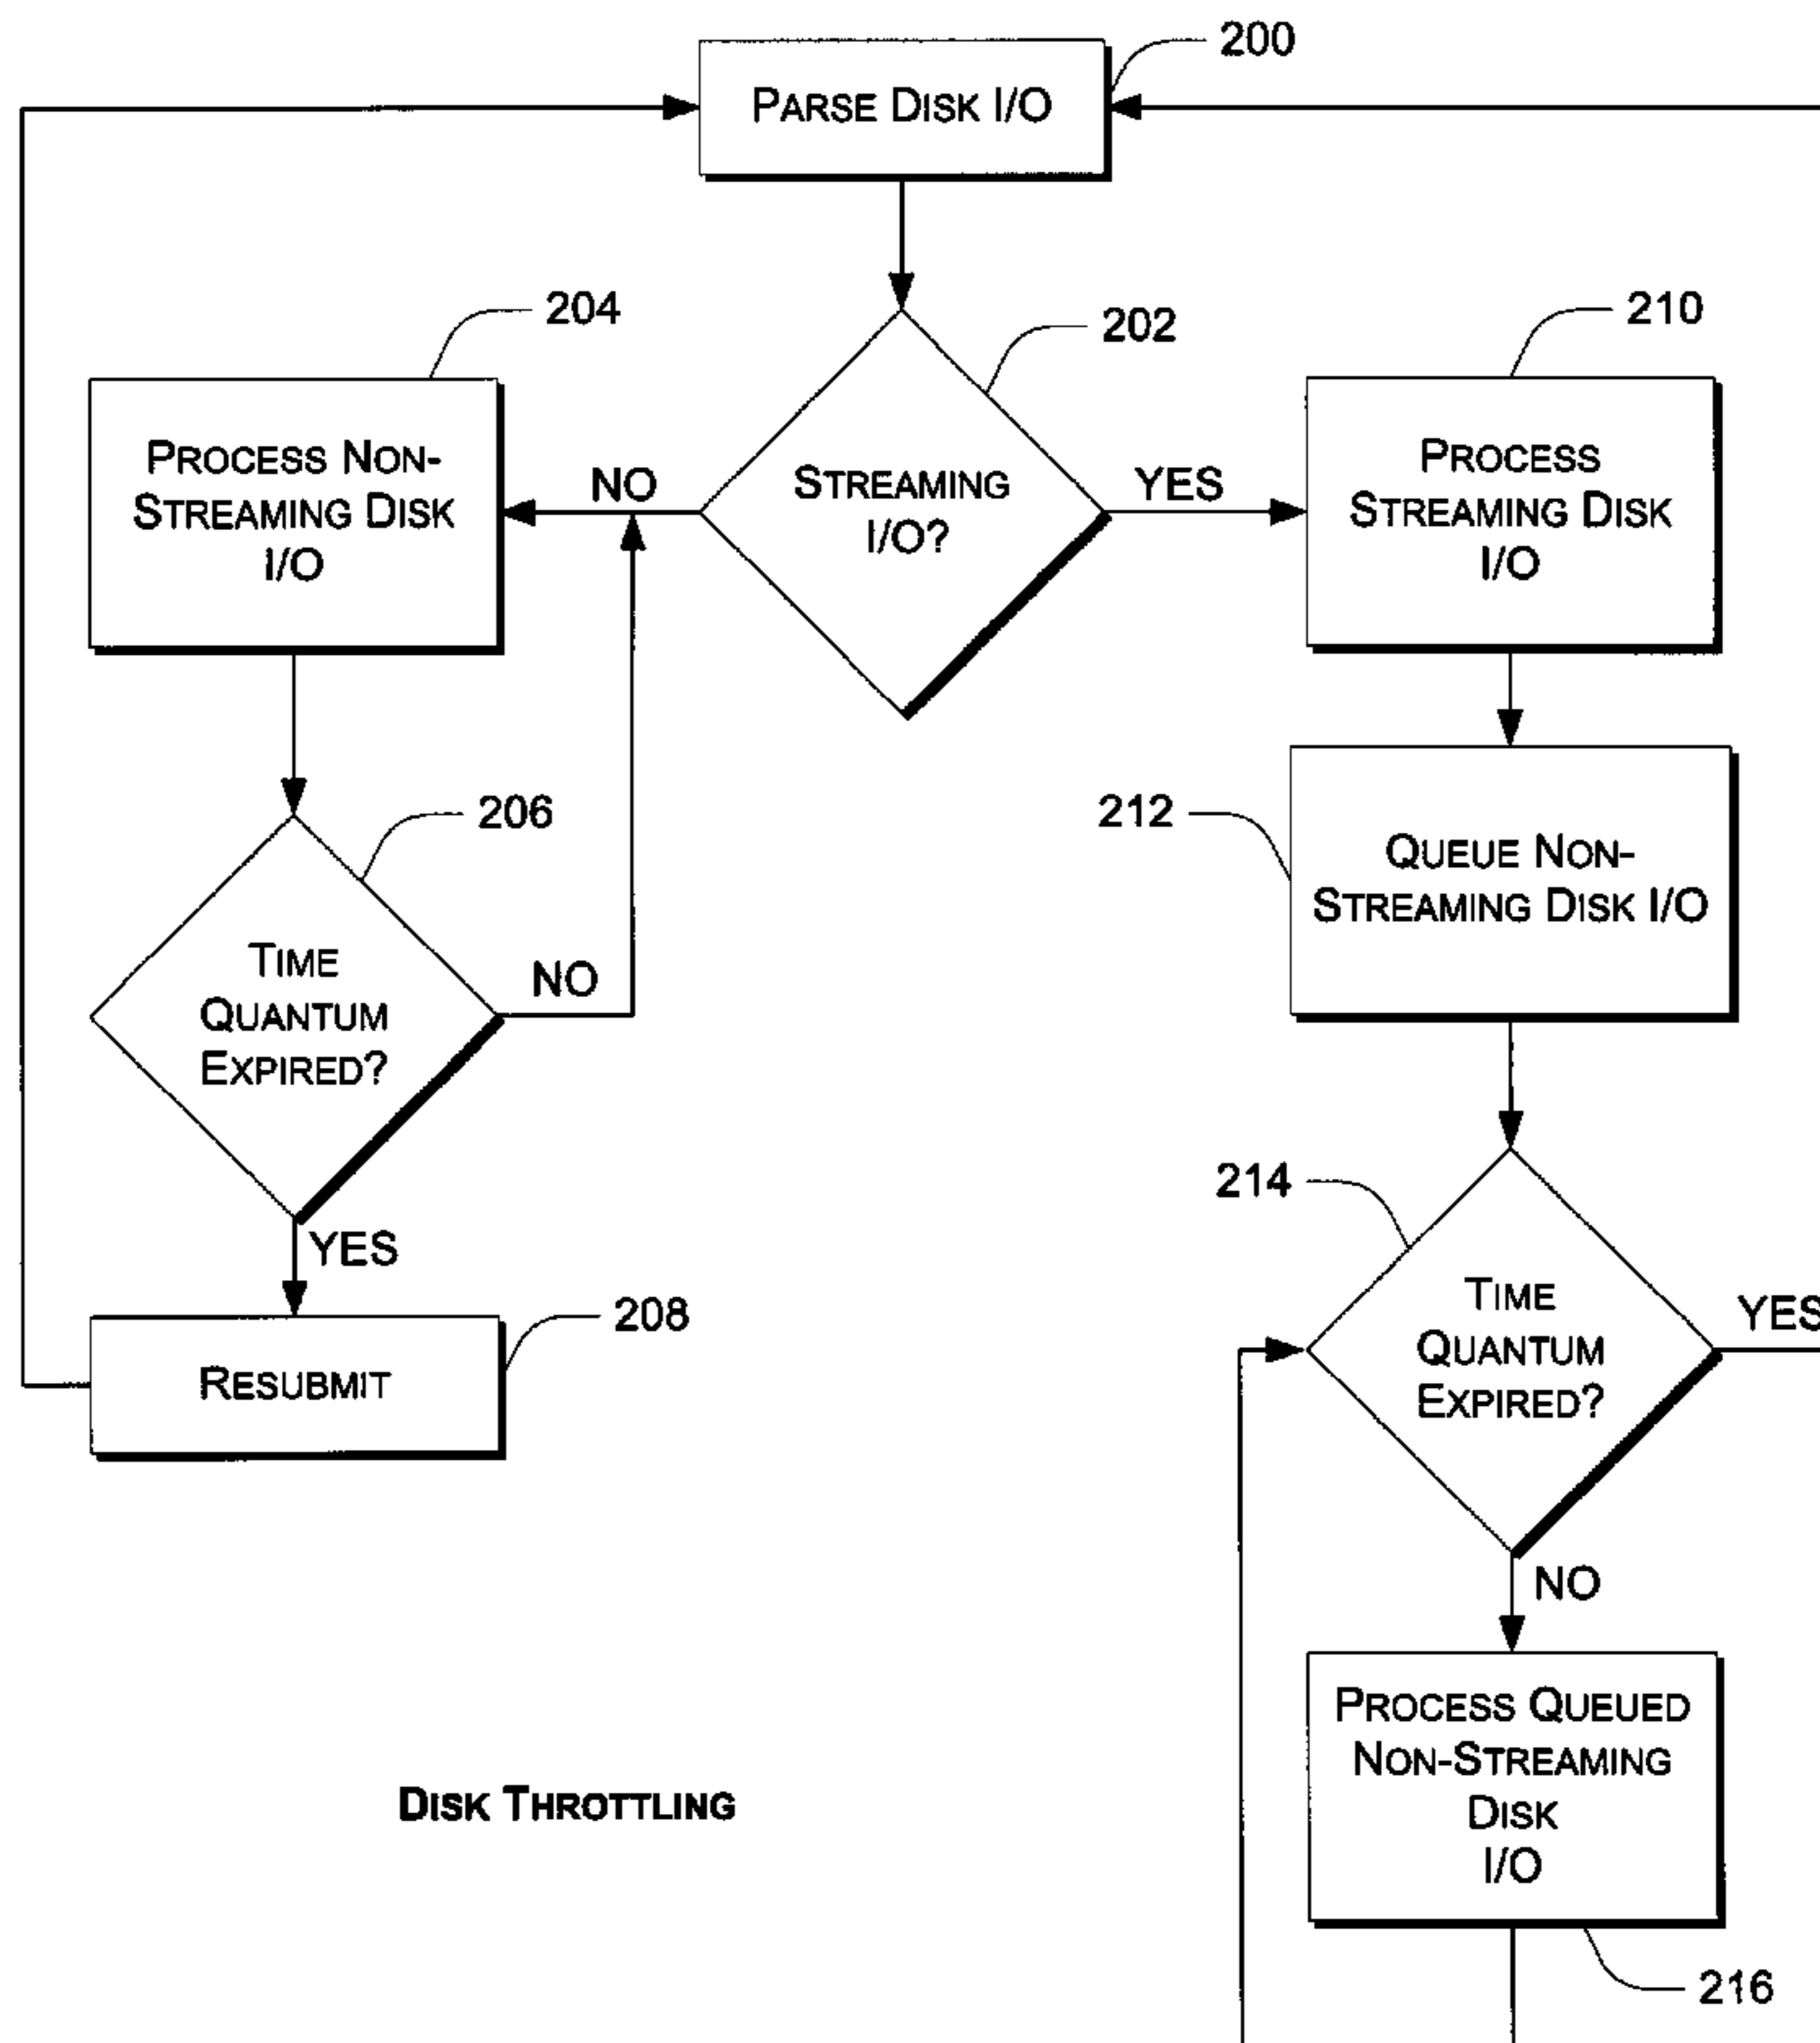 200
PARSE DISK I/O
204
202
210
PROCESS NON-
STREAMING DISK
I/O
NO
STREAMING
I/O?
YES
PROCESS
STREAMING DISK
I/O
206
212
QUEUE NON-
STREAMING DISK I/O
TIME
QUANTUM
EXPIRED?
NO
214
YES
TIME
QUANTUM
EXPIRED?
YES
208
RESUBMIT
NO
PROCESS QUEUED
NON-STREAMING
DISK
I/O
DISK THROTTLING
216